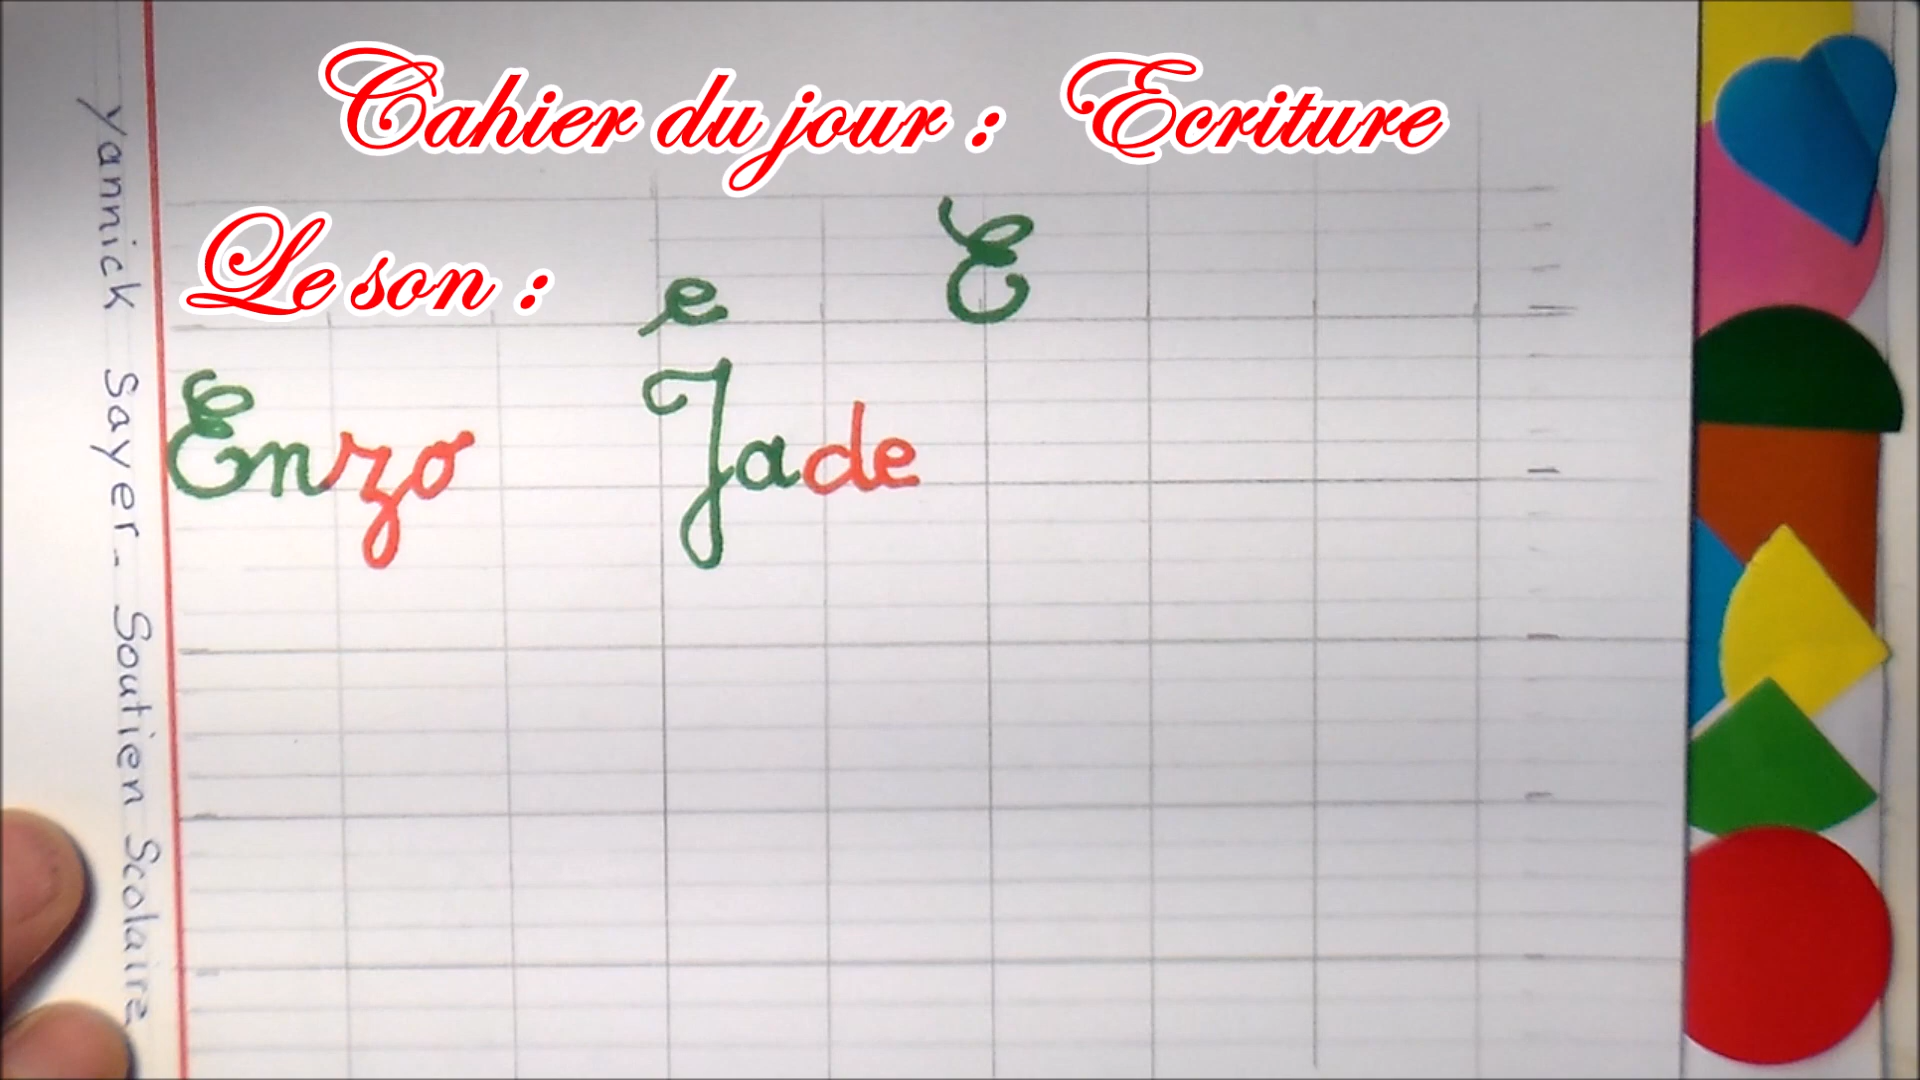 Cahier du jour : Ecriture
Le son : e E
Enzo Jade
Yannick Sayer - Soutien Scolaire